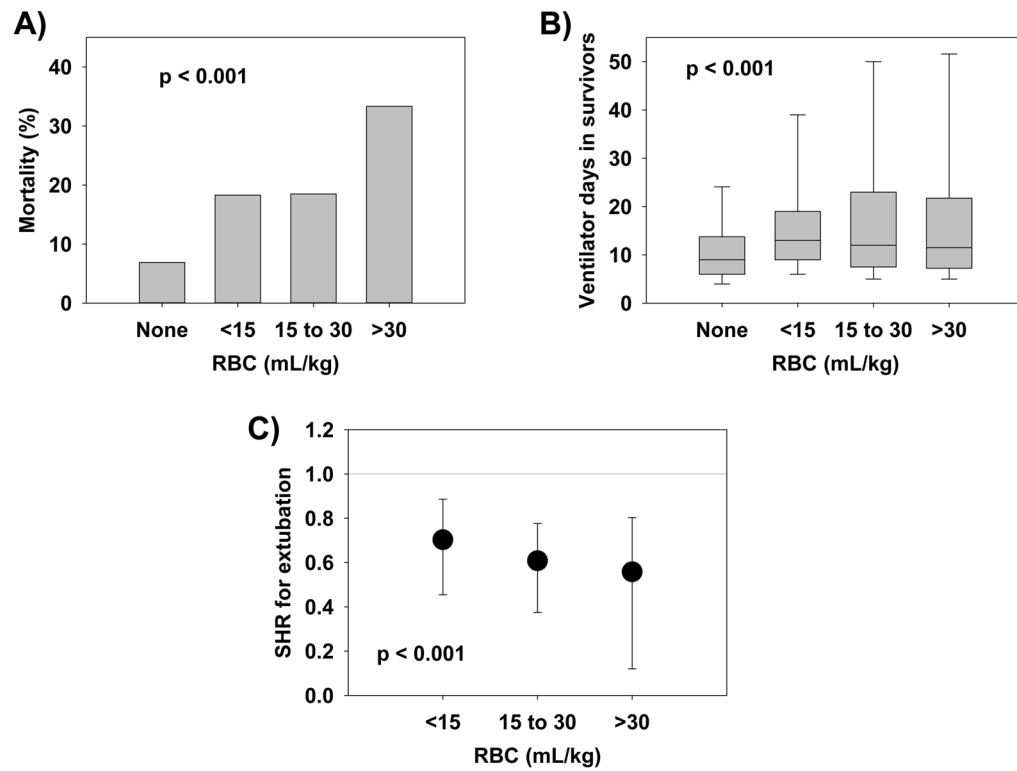 A)
p < 0.001
Mortality (%)
40
30
20
10
0
None <15 15 to 30 >30
RBC (mL/kg)
B)
p < 0.001
Ventilator days in survivors
50
40
30
20
10
0
None <15 15 to 30 >30
RBC (mL/kg)
C)
SHR for extubation
1.2
1.0
0.8
0.6
0.4
0.2
0.0
p < 0.001
<15 15 to 30 >30
RBC (mL/kg)